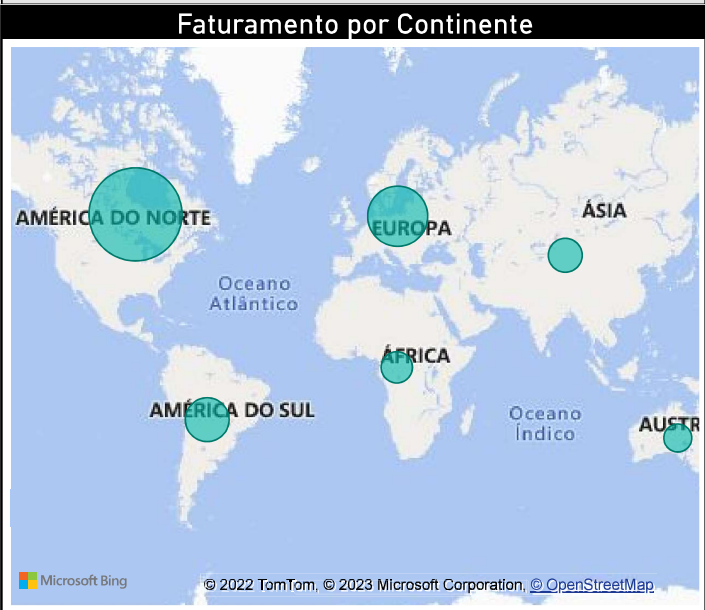 Faturamento por Continente
AMÉRICA DO NORTE
EUROPA
ÁSIA
Oceano
Atlântico
ÁFRICA
AMÉRICA DO SUL
Oceano
Índico
AUSTR
Microsoft Bing
© 2022 TomTom, © 2023 Microsoft Corporation, © OpenStreetMap